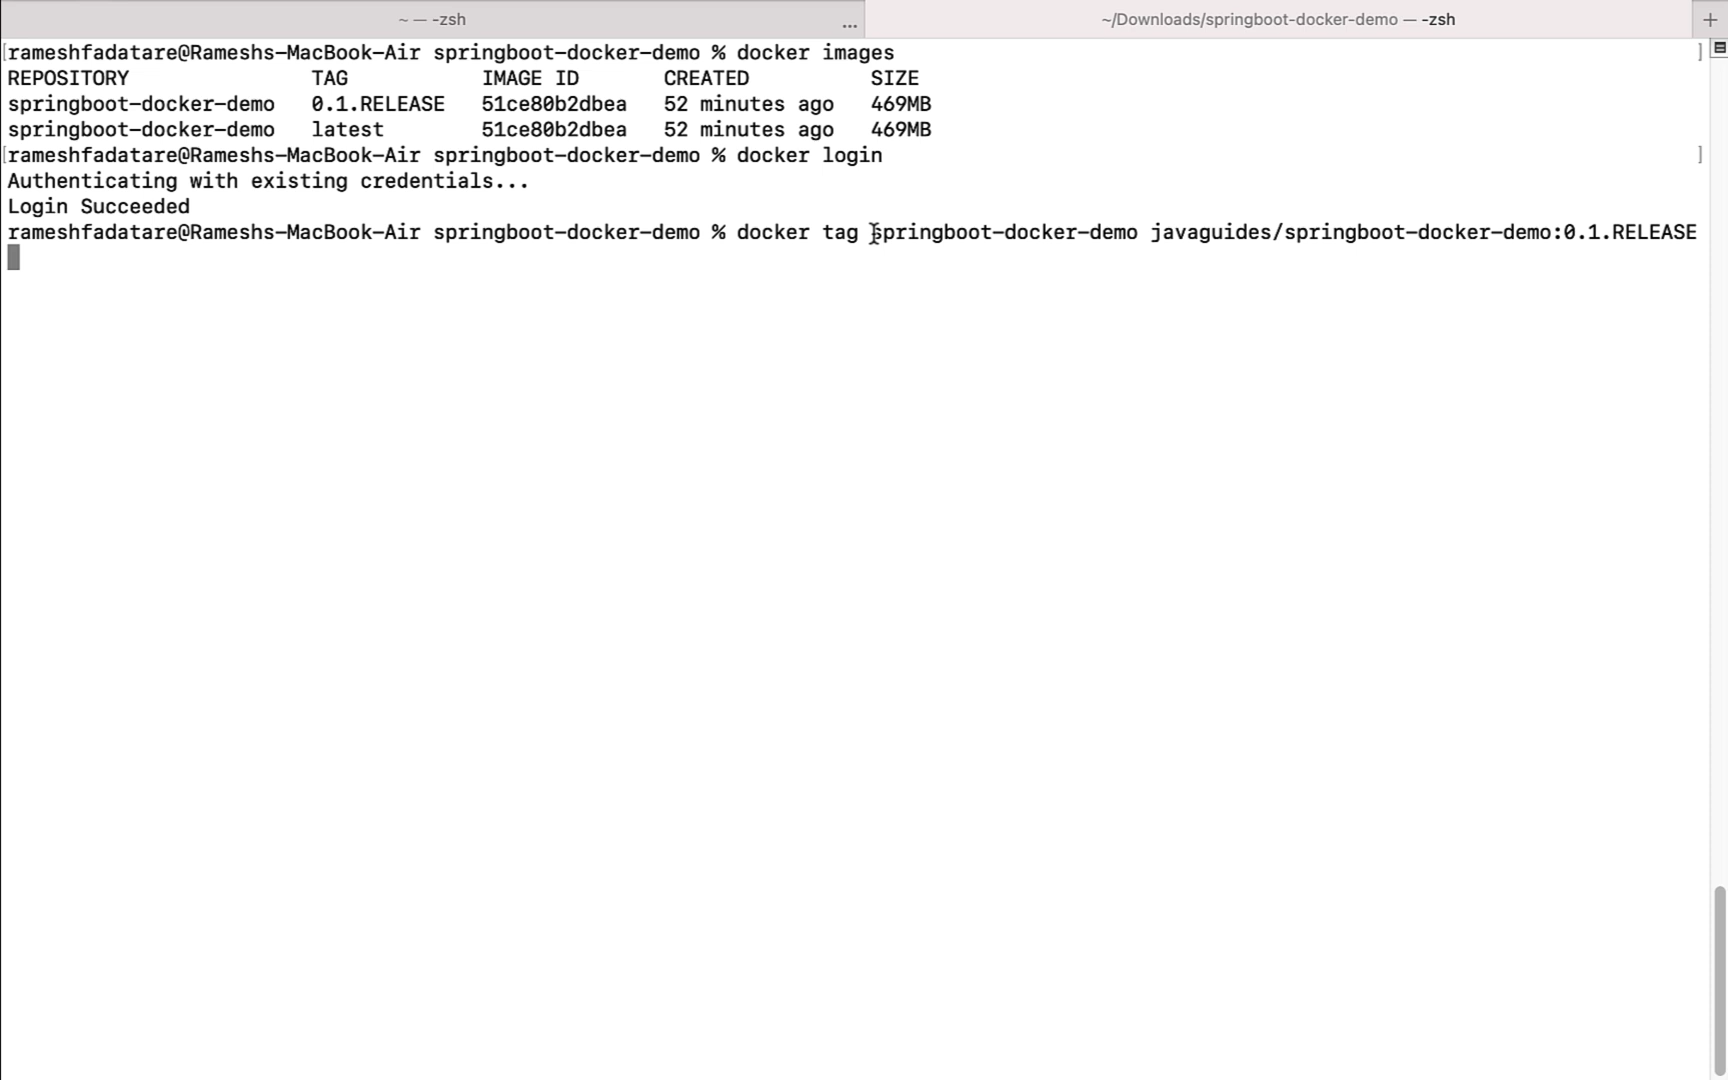 ~ — -zsh ... ~/Downloads/springboot-docker-demo — -zsh +
[rameshfadatare@Rameshs-MacBook-Air springboot-docker-demo % docker images ]
REPOSITORY TAG IMAGE ID CREATED SIZE
springboot-docker-demo 0.1.RELEASE 51ce80b2dbea 52 minutes ago 469MB
springboot-docker-demo latest 51ce80b2dbea 52 minutes ago 469MB
[rameshfadatare@Rameshs-MacBook-Air springboot-docker-demo % docker login ]
Authenticating with existing credentials...
Login Succeeded
rameshfadatare@Rameshs-MacBook-Air springboot-docker-demo % docker tag springboot-docker-demo javaguides/springboot-docker-demo:0.1.RELEASE